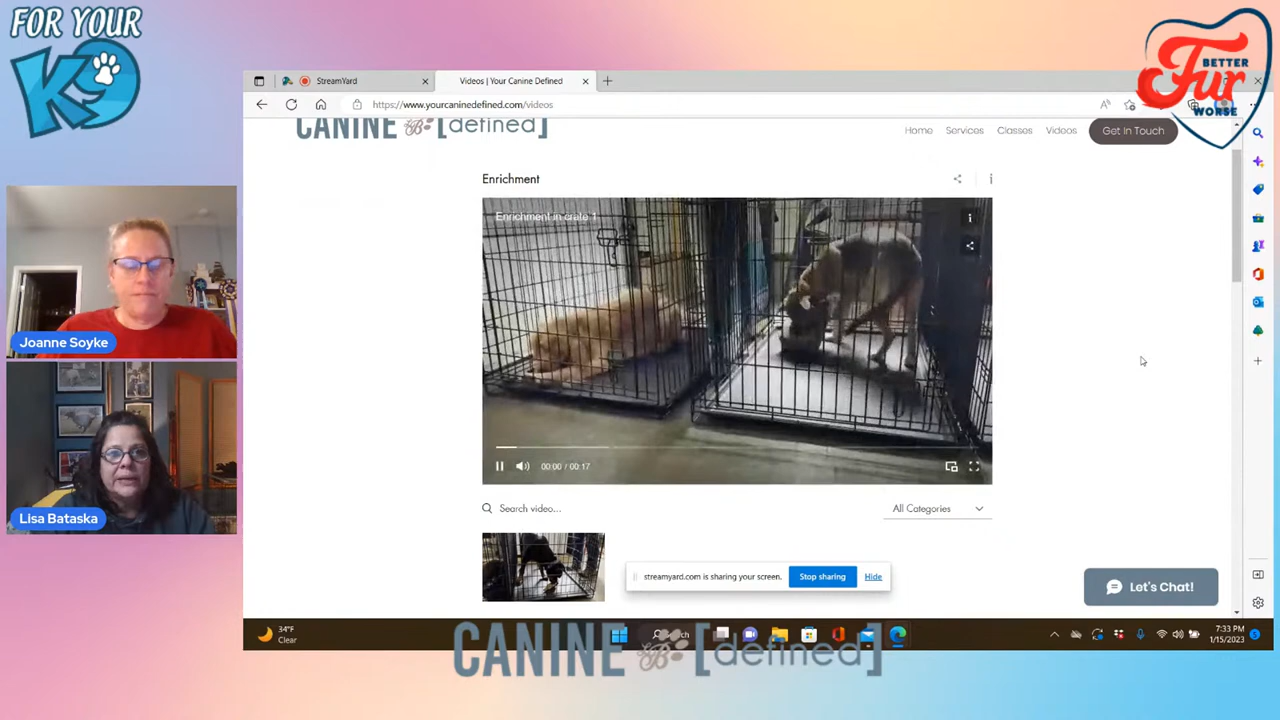 FOR YOUR
K9
BETTER
Fur
WORSE
StreamYard
Videos | Your Canine Defined
https://www.yourcaninedefined.com/videos
CANINE [defined]
Home
Services
Classes
Videos
Get In Touch
Enrichment
Enrichment in crate 1
00:00 / 00:17
Search video...
All Categories
streamyard.com is sharing your screen.
Stop sharing
Hide
Let's Chat!
Joanne Soyke
Lisa Bataska
34°F
Clear
7:33 PM
1/15/2023
CANINE [defined]